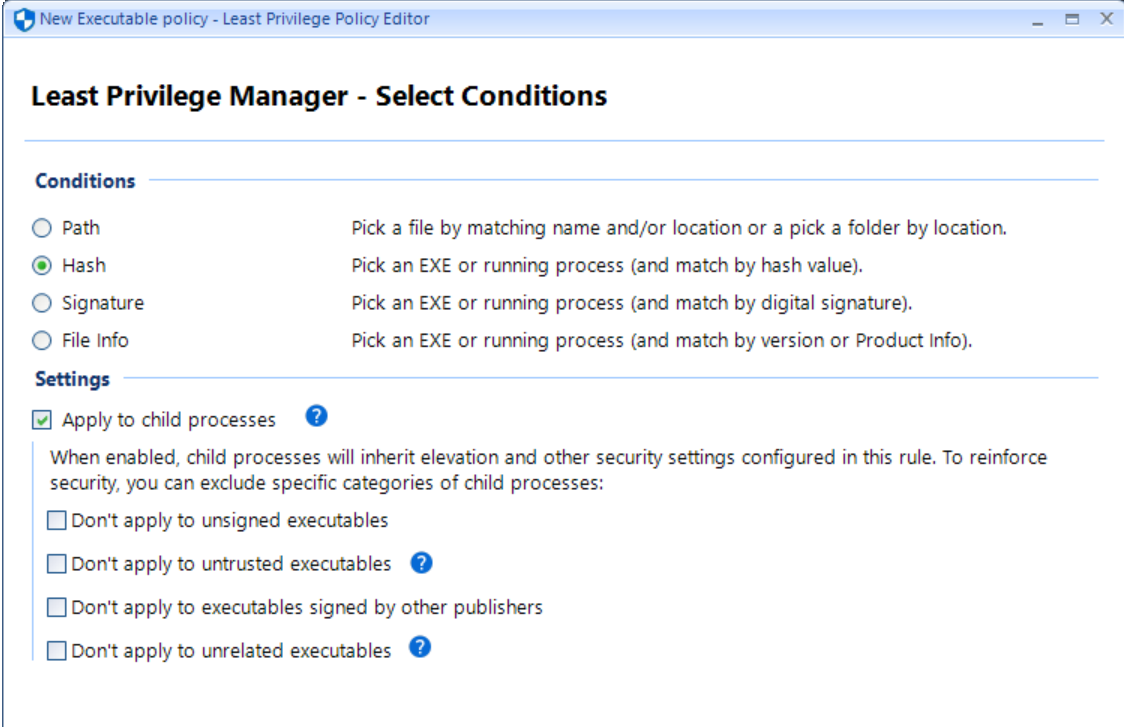 New Executable policy - Least Privilege Policy Editor
Least Privilege Manager - Select Conditions
Conditions
Path Pick a file by matching name and/or location or a pick a folder by location.
Hash Pick an EXE or running process (and match by hash value).
Signature Pick an EXE or running process (and match by digital signature).
File Info Pick an EXE or running process (and match by version or Product Info).
Settings
Apply to child processes ?
When enabled, child processes will inherit elevation and other security settings configured in this rule. To reinforce
security, you can exclude specific categories of child processes:
Don't apply to unsigned executables
Don't apply to untrusted executables ?
Don't apply to executables signed by other publishers
Don't apply to unrelated executables ?